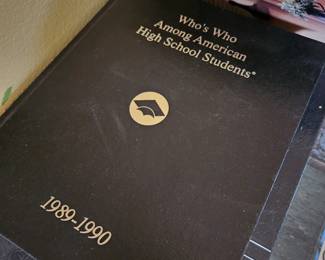 Who's Who
Among American
High School Students®
1989-1990